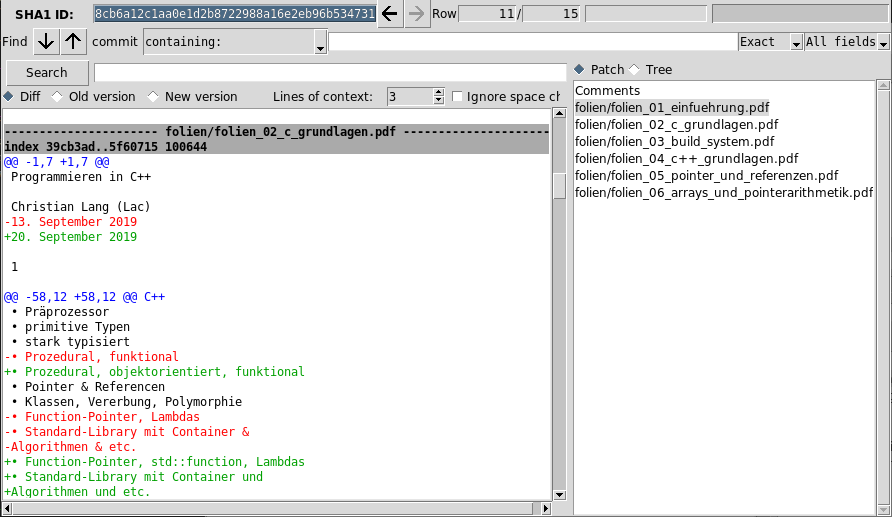 SHA1 ID: 8cb6a12c1aa0e1d2b8722988a16e2eb96b534731 Row 11 / 15
Find commit containing: Exact All fields
Search
Patch Tree
Diff Old version New version Lines of context: 3 Ignore space ch
---------------------- folien/folien_02_c_grundlagen.pdf ---------------------
index 39cb3ad..5f60715 100644
@@ -1,7 +1,7 @@
Programmieren in C++
Christian Lang (Lac)
-13. September 2019
+20. September 2019
1
@@ -58,12 +58,12 @@ C++
• Präprozessor
• primitive Typen
• stark typisiert
-• Prozedural, funktional
+• Prozedural, objektorientiert, funktional
• Pointer & Referencen
• Klassen, Vererbung, Polymorphie
-• Function-Pointer, Lambdas
-• Standard-Library mit Container &
-Algorithmen & etc.
+• Function-Pointer, std::function, Lambdas
+• Standard-Library mit Container und
+Algorithmen und etc.
Comments
folien/folien_01_einfuehrung.pdf
folien/folien_02_c_grundlagen.pdf
folien/folien_03_build_system.pdf
folien/folien_04_c++_grundlagen.pdf
folien/folien_05_pointer_und_referenzen.pdf
folien/folien_06_arrays_und_pointerarithmetik.pdf